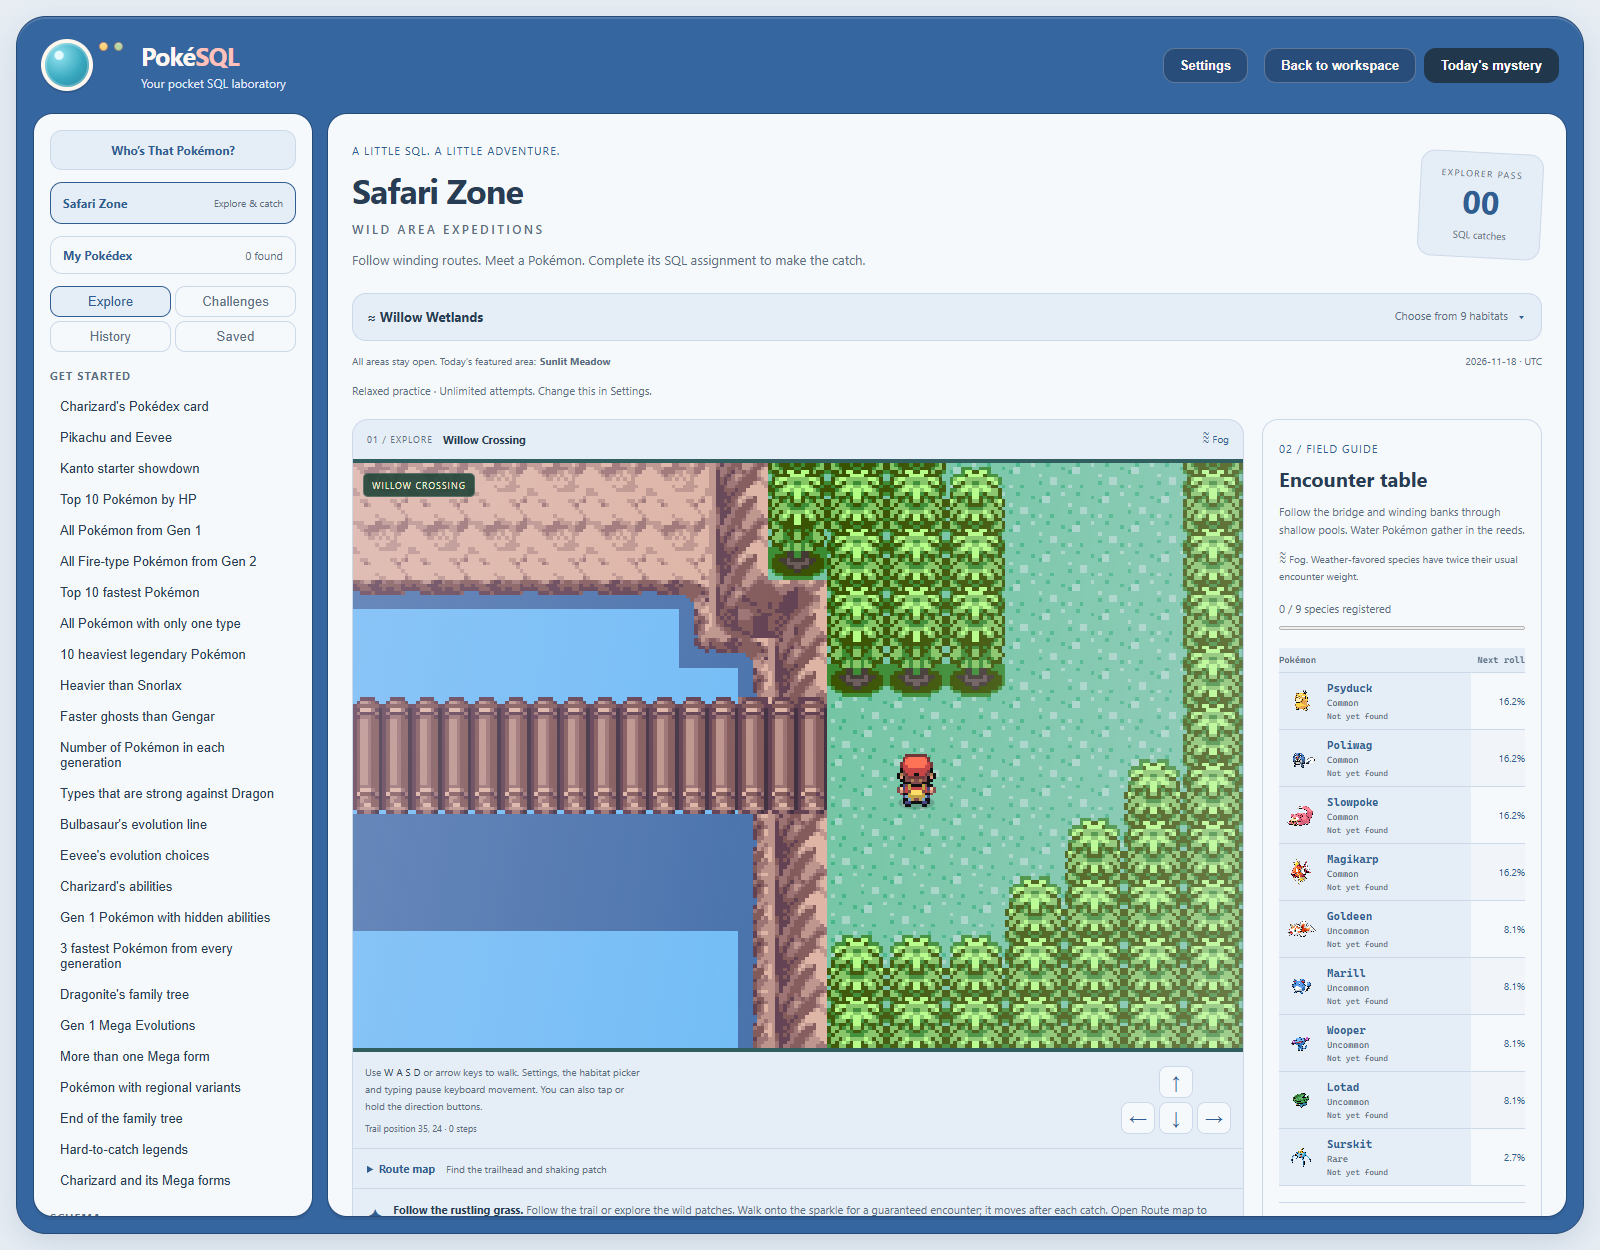 PokéSQL
Your pocket SQL laboratory
Settings
Back to workspace
Today's mystery
Who's That Pokémon?
Safari Zone
Explore & catch
My Pokédex
0 found
Explore
Challenges
History
Saved
GET STARTED
Charizard's Pokédex card
Pikachu and Eevee
Kanto starter showdown
Top 10 Pokémon by HP
All Pokémon from Gen 1
All Fire-type Pokémon from Gen 2
Top 10 fastest Pokémon
All Pokémon with only one type
10 heaviest legendary Pokémon
Heavier than Snorlax
Faster ghosts than Gengar
Number of Pokémon in each
generation
Types that are strong against Dragon
Bulbasaur's evolution line
Eevee's evolution choices
Charizard's abilities
Gen 1 Pokémon with hidden abilities
3 fastest Pokémon from every
generation
Dragonite's family tree
Gen 1 Mega Evolutions
More than one Mega form
Pokémon with regional variants
End of the family tree
Hard-to-catch legends
Charizard and its Mega forms
SCHEMA
A LITTLE SQL. A LITTLE ADVENTURE.
Safari Zone
WILD AREA EXPEDITIONS
Follow winding routes. Meet a Pokémon. Complete its SQL assignment to make the catch.
EXPLORER PASS
00
SQL catches
≈ Willow Wetlands
Choose from 9 habitats
All areas stay open. Today's featured area: Sunlit Meadow
2026-11-18 · UTC
Relaxed practice · Unlimited attempts. Change this in Settings.
01 / EXPLORE Willow Crossing
Fog
WILLOW CROSSING
Use W A S D or arrow keys to walk. Settings, the habitat picker
and typing pause keyboard movement. You can also tap or
hold the direction buttons.
Trail position 35, 24 · 0 steps
↑
← ↓ →
Route map Find the trailhead and shaking patch
Follow the rustling grass. Follow the trail or explore the wild patches. Walk onto the sparkle for a guaranteed encounter; it moves after each catch. Open Route map to
02 / FIELD GUIDE
Encounter table
Follow the bridge and winding banks through
shallow pools. Water Pokémon gather in the reeds.
Fog. Weather-favored species have twice their usual
encounter weight.
0 / 9 species registered
Pokémon Next roll
Psyduck
Common
Not yet found
16.2%
Poliwag
Common
Not yet found
16.2%
Slowpoke
Common
Not yet found
16.2%
Magikarp
Common
Not yet found
16.2%
Goldeen
Uncommon
Not yet found
8.1%
Marill
Uncommon
Not yet found
8.1%
Wooper
Uncommon
Not yet found
8.1%
Lotad
Uncommon
Not yet found
8.1%
Surskit
Rare
Not yet found
2.7%